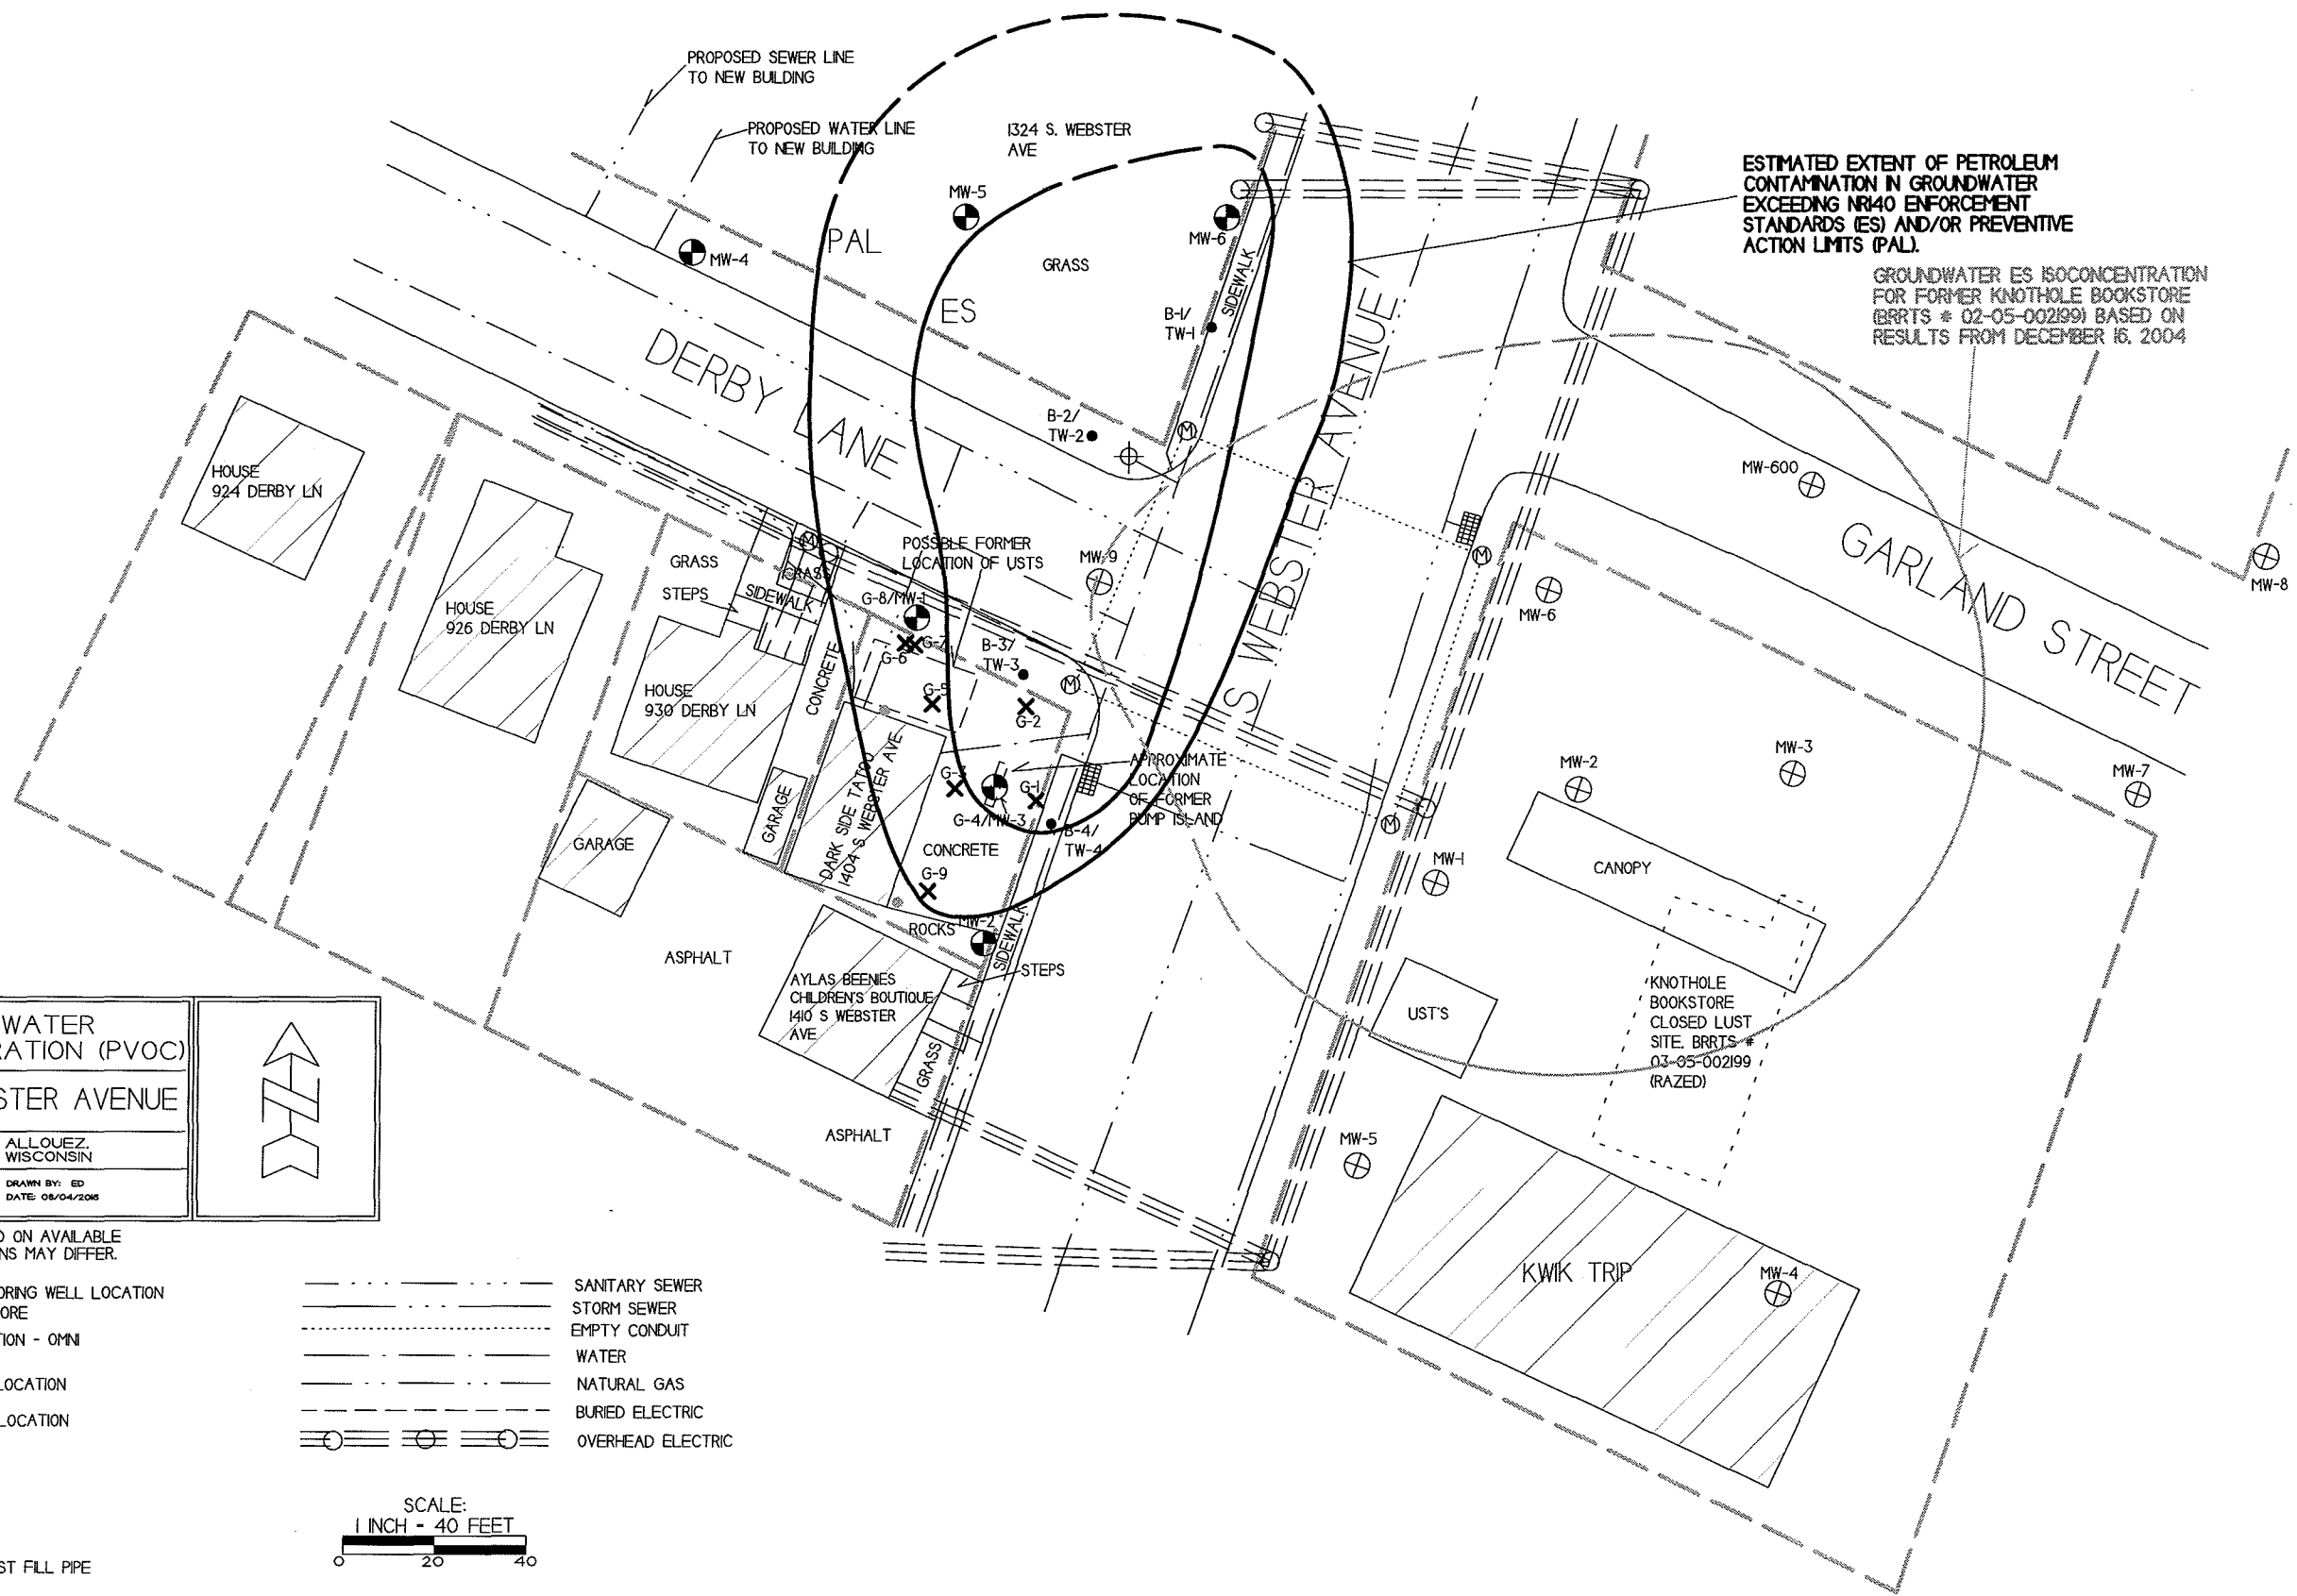 PROPOSED SEWER LINE
TO NEW BUILDING
PROPOSED WATER LINE
TO NEW BUILDING
1324 S. WEBSTER
AVE
ESTIMATED EXTENT OF PETROLEUM
CONTAMINATION IN GROUNDWATER
EXCEEDING NR140 ENFORCEMENT
STANDARDS (ES) AND/OR PREVENTIVE
ACTION LIMITS (PAL).
GROUNDWATER ES ISOCONCENTRATION
FOR FORMER KNOTHOLE BOOKSTORE
(BRRTS # 02-05-002199) BASED ON
RESULTS FROM DECEMBER 16, 2004
MW-5
MW-4
PAL
MW-6
GRASS
SIDEWALK
ES
B-1/
TW-1
DERBY LANE
B-2/
TW-2
S WEBSTER AVENUE
MW-600
GARLAND STREET
MW-8
HOUSE
924 DERBY LN
HOUSE
926 DERBY LN
GRASS
STEPS
GRASS
SIDEWALK
M
M
M
M
M
POSSBLE FORMER
LOCATION OF USTS
MW-9
MW-6
G-8/MW-1
G-7
G-6
B-3/
TW-3
G-5
G-2
HOUSE
930 DERBY LN
CONCRETE
GARAGE
GARAGE
DARK SIDE TATOO
1404 S. WEBSTER AVE
G-3
G-1
G-4/MW-3
APPROXIMATE
LOCATION
OF FORMER
PUMP ISLAND
B-4/
TW-4
CONCRETE
G-9
ROCKS
MW-2
SIDEWALK
STEPS
ASPHALT
AYLAS BEENIES
CHILDREN'S BOUTIQUE
1410 S WEBSTER
AVE
GRASS
ASPHALT
MW-2
MW-3
MW-7
MW-1
CANOPY
UST'S
KNOTHOLE
BOOKSTORE
CLOSED LUST
SITE. BRRTS #
03-05-002199
(RAZED)
MW-5
KWIK TRIP
MW-4
WATER
RATION (PVOC)
STER AVENUE
ALLOUEZ,
WISCONSIN
DRAWN BY: ED
DATE: 08/04/2016
N
ON AVAILABLE
NS MAY DIFFER.
ORING WELL LOCATION
ORE
TION - OMNI
LOCATION
LOCATION
ST FILL PIPE
SANITARY SEWER
STORM SEWER
EMPTY CONDUIT
WATER
NATURAL GAS
BURIED ELECTRIC
OVERHEAD ELECTRIC
SCALE:
1 INCH - 40 FEET
0 20 40